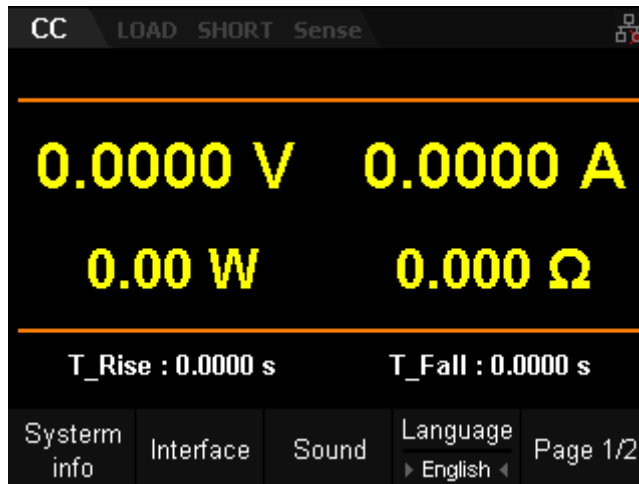 CC LOAD SHORT Sense
0.0000 V 0.0000 A
0.00 W 0.000 Ω
T_Rise : 0.0000 s T_Fall : 0.0000 s
Systerm info Interface Sound Language English Page 1/2